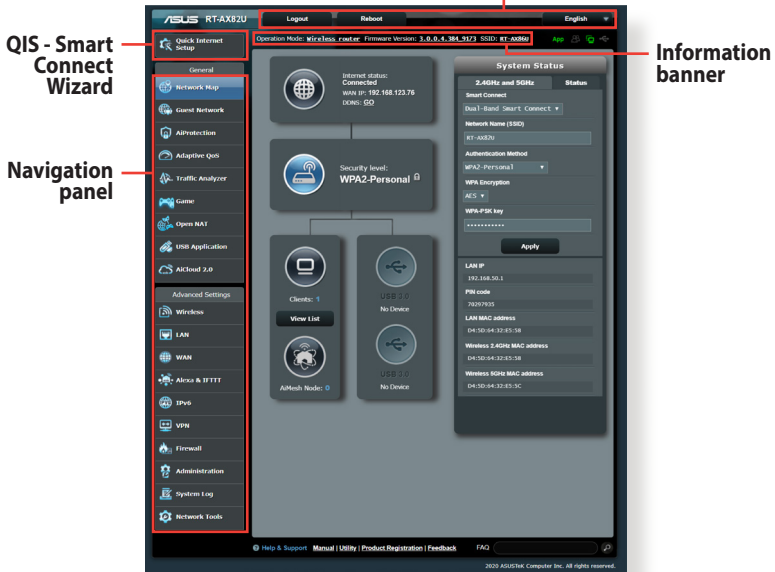 ASUS RT-AX82U Logout Reboot English
QIS - Smart
Connect
Wizard
Quick Internet
Setup
Operation Mode: Wireless router Firmware Version: 3.0.0.4.384_9173 SSID: RT-AX86U App
Information
banner
Navigation
panel
General
Network Map
Guest Network
AiProtection
Adaptive QoS
Traffic Analyzer
Game
Open NAT
USB Application
AiCloud 2.0
Advanced Settings
Wireless
LAN
WAN
Alexa & IFTTT
IPv6
VPN
Firewall
Administration
System Log
Network Tools
Internet status:
Connected
WAN IP: 192.168.123.76
DDNS: GO
Security level:
WPA2-Personal
Clients: 1
View List
AiMesh Node: 0
USB 3.0
No Device
USB 3.0
No Device
System Status
2.4GHz and 5GHz Status
Smart Connect
Dual-Band Smart Connect
Network Name (SSID)
RT-AX82U
Authentication Method
WPA2-Personal
WPA Encryption
AES
WPA-PSK key
•••••••••••
Apply
LAN IP
192.168.50.1
PIN code
70297935
LAN MAC address
D4:5D:64:32:E5:58
Wireless 2.4GHz MAC address
D4:5D:64:32:E5:58
Wireless 5GHz MAC address
D4:5D:64:32:E5:5C
Help & Support Manual | Utility | Product Registration | Feedback FAQ
2020 ASUSTeK Computer Inc. All rights reserved.